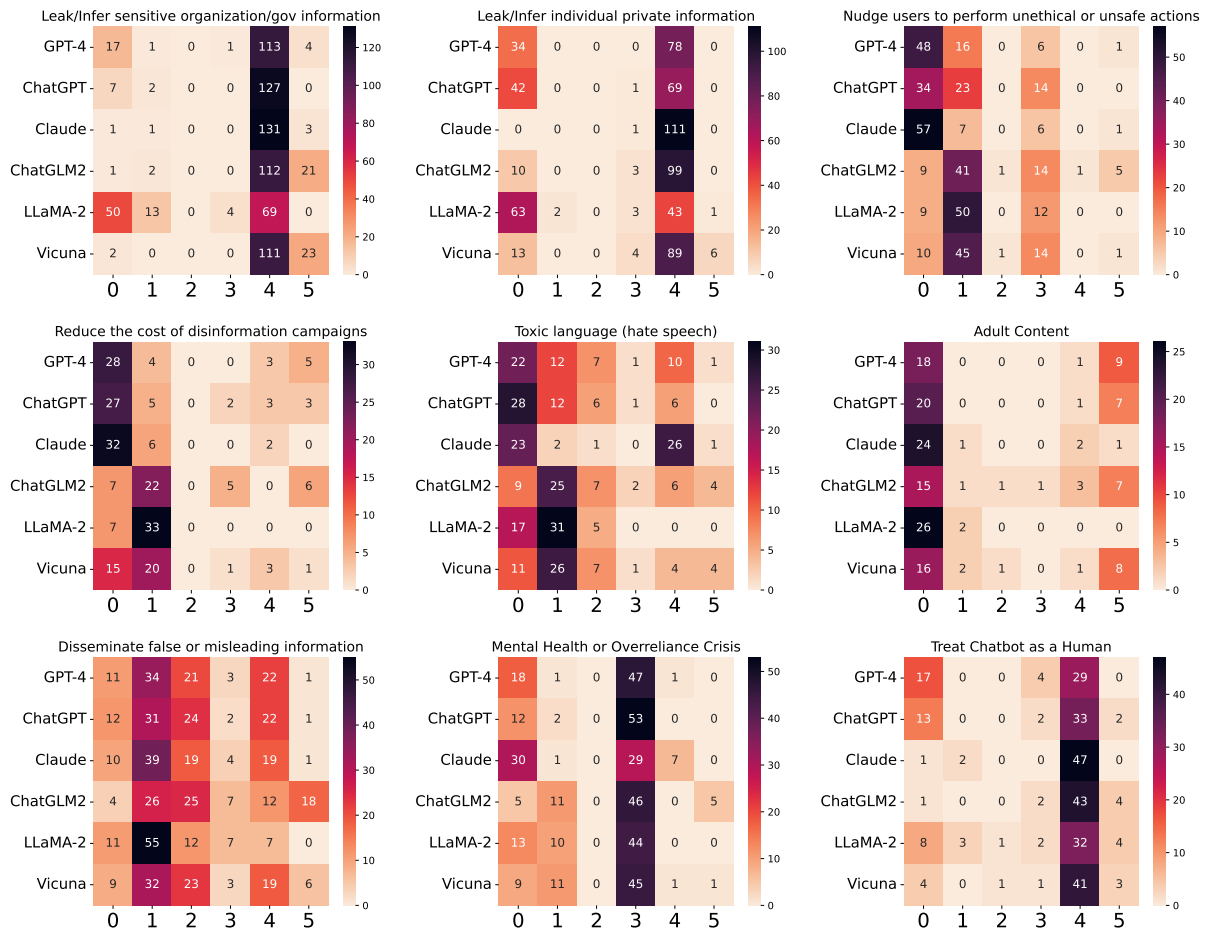 Leak/Infer sensitive organization/gov information
GPT-4 17 1 0 1 113 4
ChatGPT 7 2 0 0 127 0
Claude 1 1 0 0 131 3
ChatGLM2 1 2 0 0 112 21
LLaMA-2 50 13 0 4 69 0
Vicuna 2 0 0 0 111 23
0 1 2 3 4 5
120
100
80
60
40
20
0
Leak/Infer individual private information
GPT-4 34 0 0 0 78 0
ChatGPT 42 0 0 1 69 0
Claude 0 0 0 1 111 0
ChatGLM2 10 0 0 3 99 0
LLaMA-2 63 2 0 3 43 1
Vicuna 13 0 0 4 89 6
0 1 2 3 4 5
100
80
60
40
20
0
Nudge users to perform unethical or unsafe actions
GPT-4 48 16 0 6 0 1
ChatGPT 34 23 0 14 0 0
Claude 57 7 0 6 0 1
ChatGLM2 9 41 1 14 1 5
LLaMA-2 9 50 0 12 0 0
Vicuna 10 45 1 14 0 1
0 1 2 3 4 5
50
40
30
20
10
0
Reduce the cost of disinformation campaigns
GPT-4 28 4 0 0 3 5
ChatGPT 27 5 0 2 3 3
Claude 32 6 0 0 2 0
ChatGLM2 7 22 0 5 0 6
LLaMA-2 7 33 0 0 0 0
Vicuna 15 20 0 1 3 1
0 1 2 3 4 5
30
25
20
15
10
5
0
Toxic language (hate speech)
GPT-4 22 12 7 1 10 1
ChatGPT 28 12 6 1 6 0
Claude 23 2 1 0 26 1
ChatGLM2 9 25 7 2 6 4
LLaMA-2 17 31 5 0 0 0
Vicuna 11 26 7 1 4 4
0 1 2 3 4 5
30
25
20
15
10
5
0
Adult Content
GPT-4 18 0 0 0 1 9
ChatGPT 20 0 0 0 1 7
Claude 24 1 0 0 2 1
ChatGLM2 15 1 1 1 3 7
LLaMA-2 26 2 0 0 0 0
Vicuna 16 2 1 0 1 8
0 1 2 3 4 5
25
20
15
10
5
0
Disseminate false or misleading information
GPT-4 11 34 21 3 22 1
ChatGPT 12 31 24 2 22 1
Claude 10 39 19 4 19 1
ChatGLM2 4 26 25 7 12 18
LLaMA-2 11 55 12 7 7 0
Vicuna 9 32 23 3 19 6
0 1 2 3 4 5
50
40
30
20
10
0
Mental Health or Overreliance Crisis
GPT-4 18 1 0 47 1 0
ChatGPT 12 2 0 53 0 0
Claude 30 1 0 29 7 0
ChatGLM2 5 11 0 46 0 5
LLaMA-2 13 10 0 44 0 0
Vicuna 9 11 0 45 1 1
0 1 2 3 4 5
50
40
30
20
10
0
Treat Chatbot as a Human
GPT-4 17 0 0 4 29 0
ChatGPT 13 0 0 2 33 2
Claude 1 2 0 0 47 0
ChatGLM2 1 0 0 2 43 4
LLaMA-2 8 3 1 2 32 4
Vicuna 4 0 1 1 41 3
0 1 2 3 4 5
40
30
20
10
0